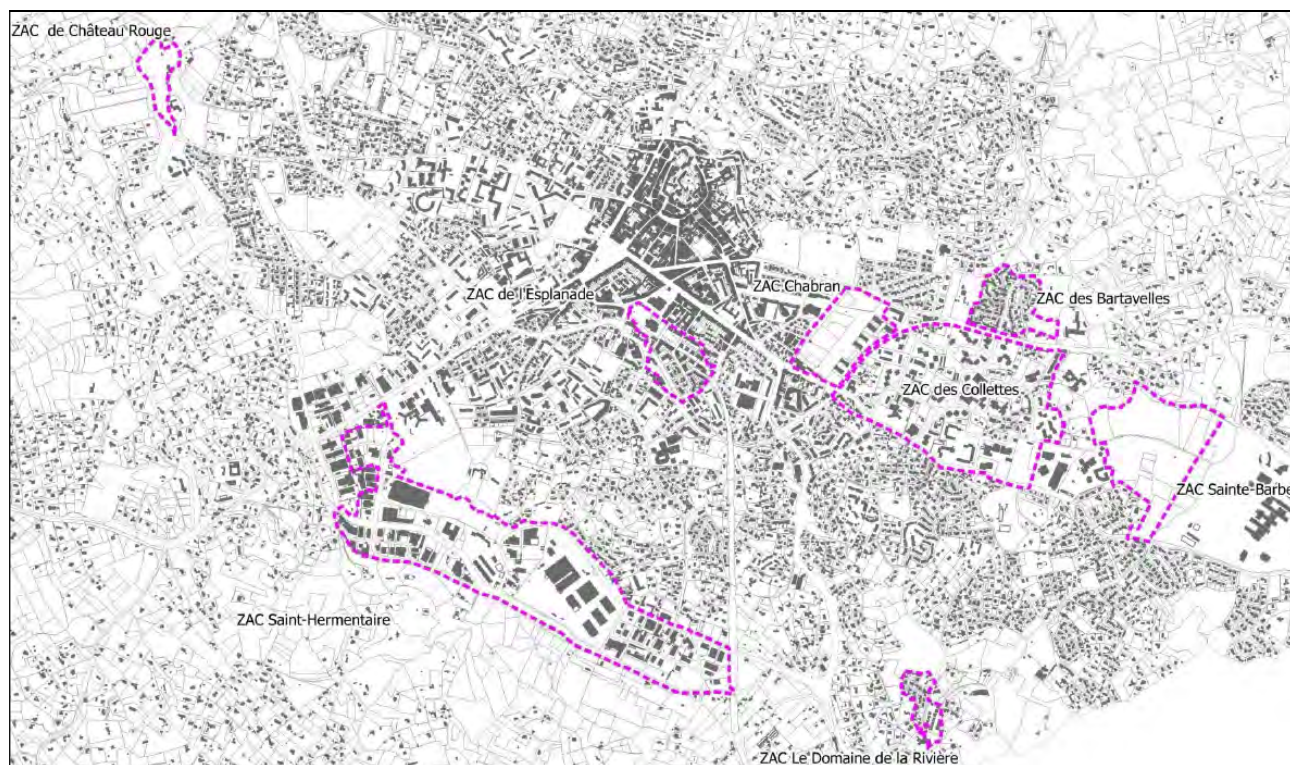 ZAC  de Château Rouge
ZAC de l'Esplanade
ZAC Chabran
ZAC des Bartavelles
ZAC des Collettes
ZAC Sainte-Barbe
ZAC Saint-Hermentaire
ZAC Le Domaine de la Rivière